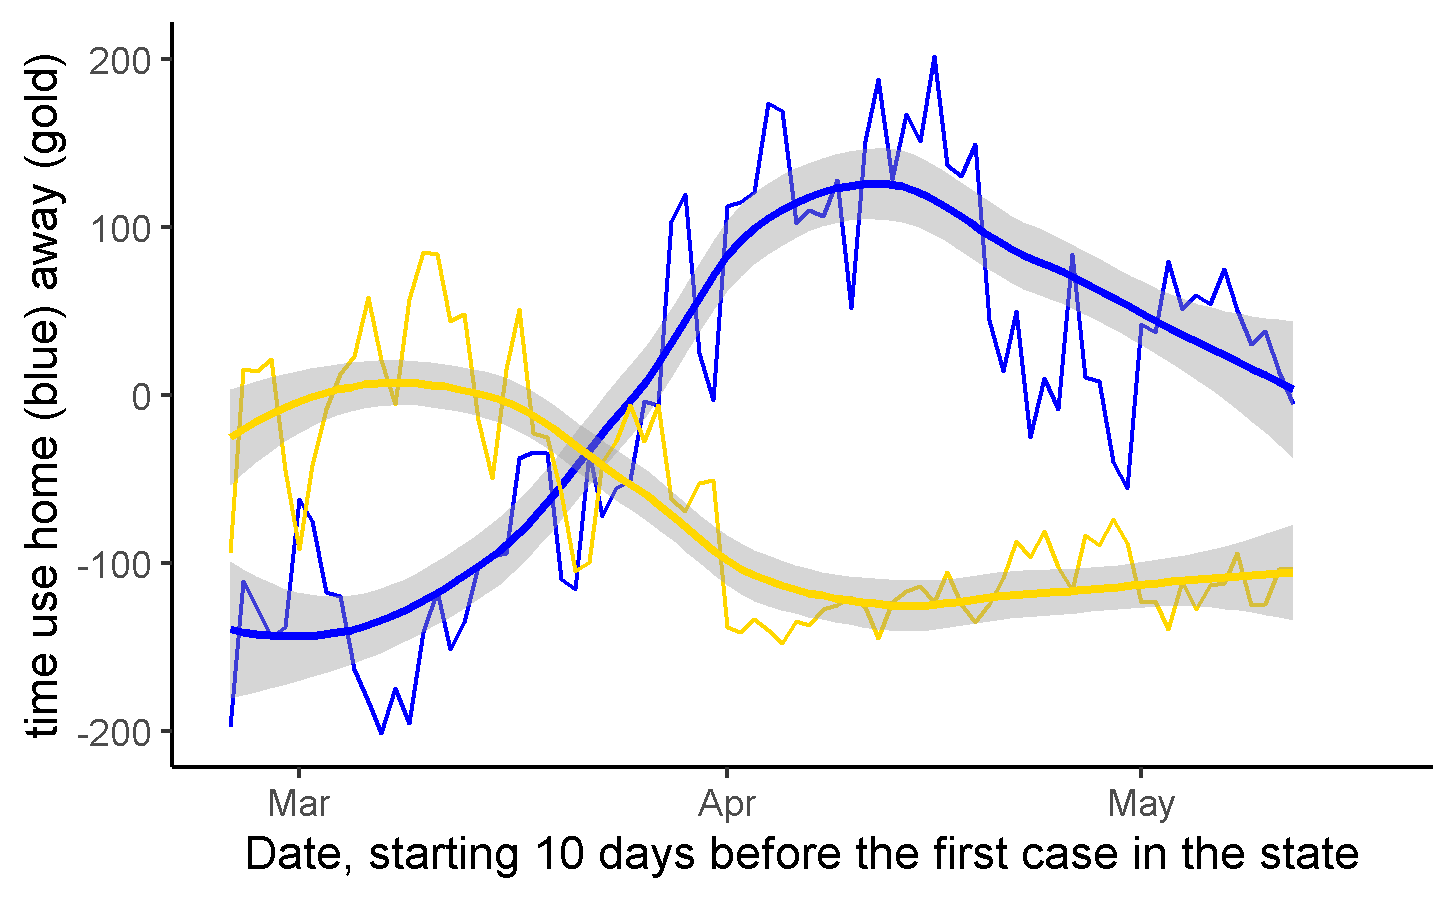 time use home (blue) away (gold)
200
100
0
-100
-200
Mar
Apr
May
Date, starting 10 days before the first case in the state